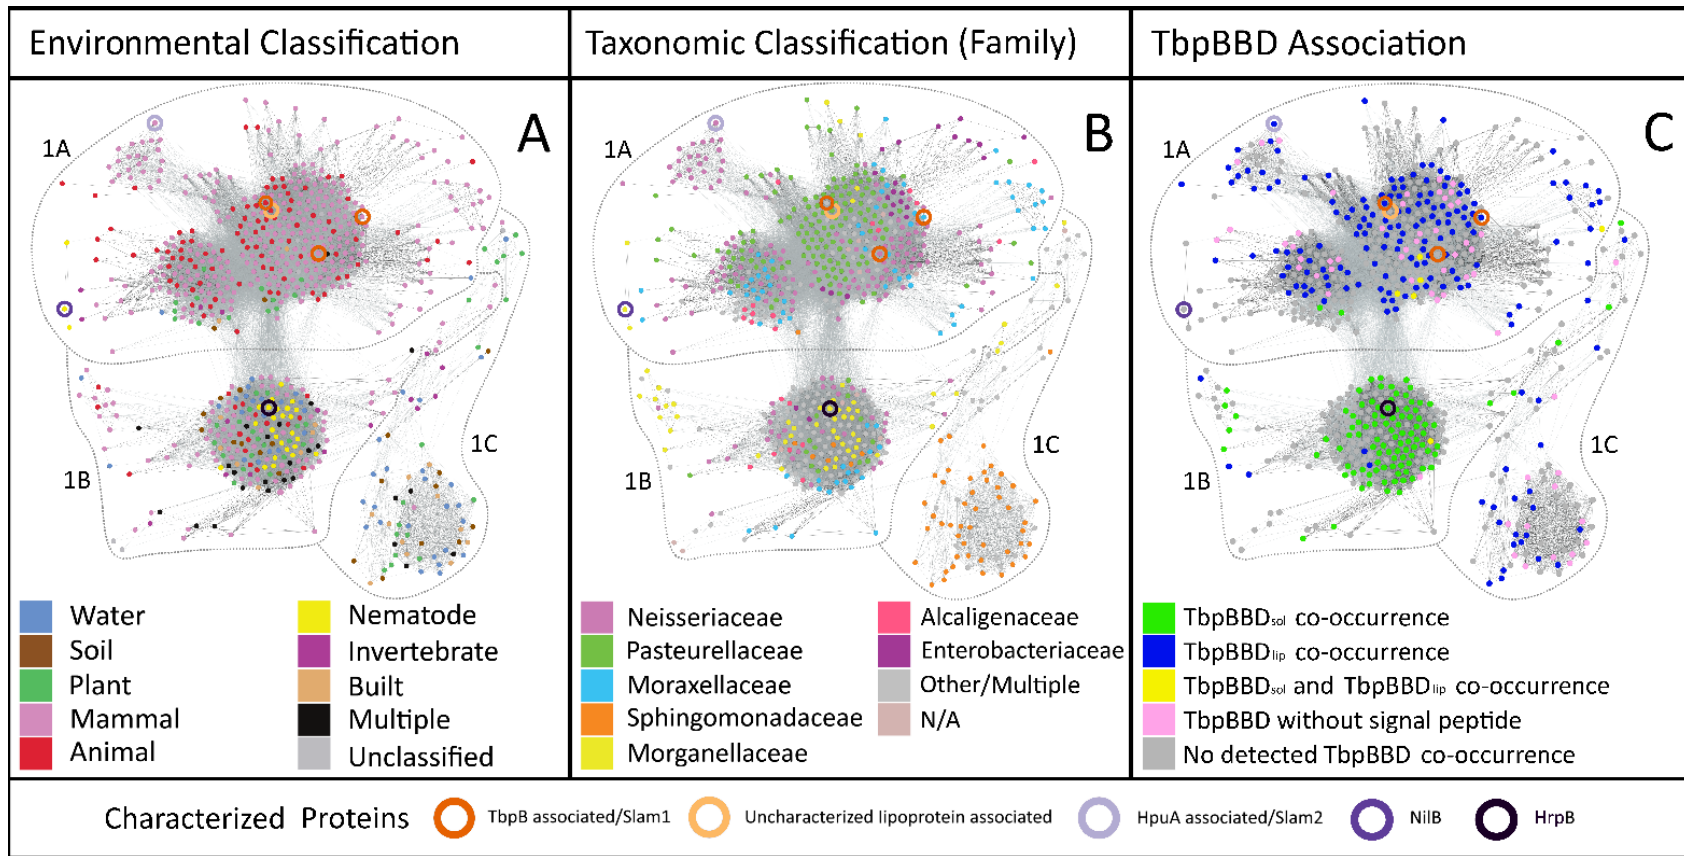 Environmental Classification
Taxonomic Classification (Family)
TbpBBD Association
A
1A
1B
1C
B
1A
1B
1C
C
1A
1B
1C
Water
Soil
Plant
Mammal
Animal
Nematode
Invertebrate
Built
Multiple
Unclassified
Neisseriaceae
Pasteurellaceae
Moraxellaceae
Sphingomonadaceae
Morganellaceae
Alcaligenaceae
Enterobacteriaceae
Other/Multiple
N/A
TbpBBDsol co-occurrence
TbpBBDlip co-occurrence
TbpBBDsol and TbpBBDlip co-occurrence
TbpBBD without signal peptide
No detected TbpBBD co-occurrence
Characterized Proteins
TbpB associated/Slam1
Uncharacterized lipoprotein associated
HpuA associated/Slam2
NilB
HrpB